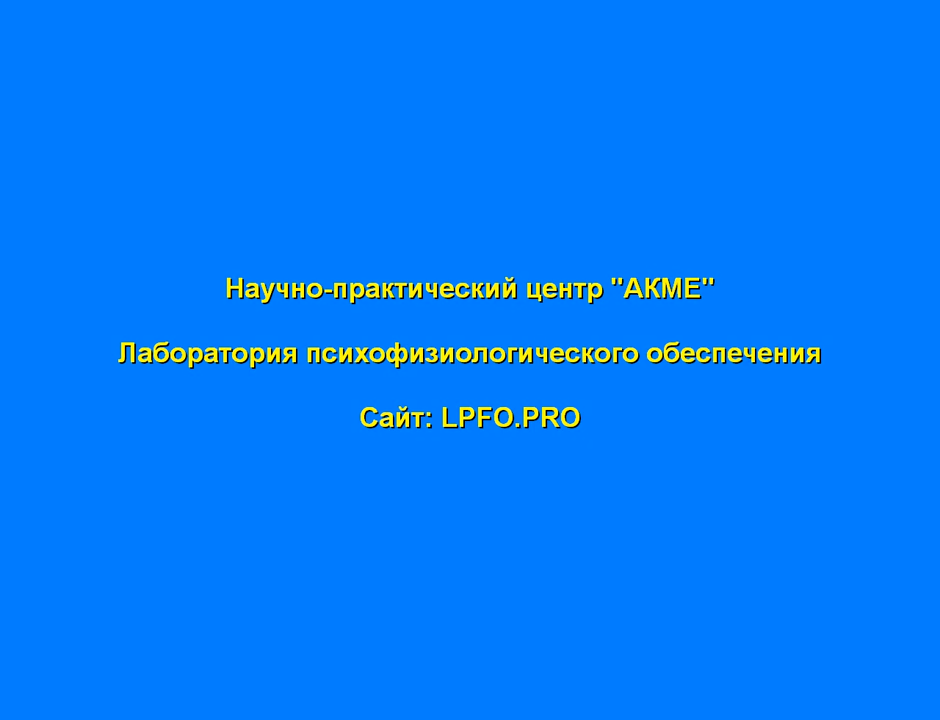 Научно-практический центр "АКМЕ"
Лаборатория психофизиологического обеспечения
Сайт: LPFO.PRO